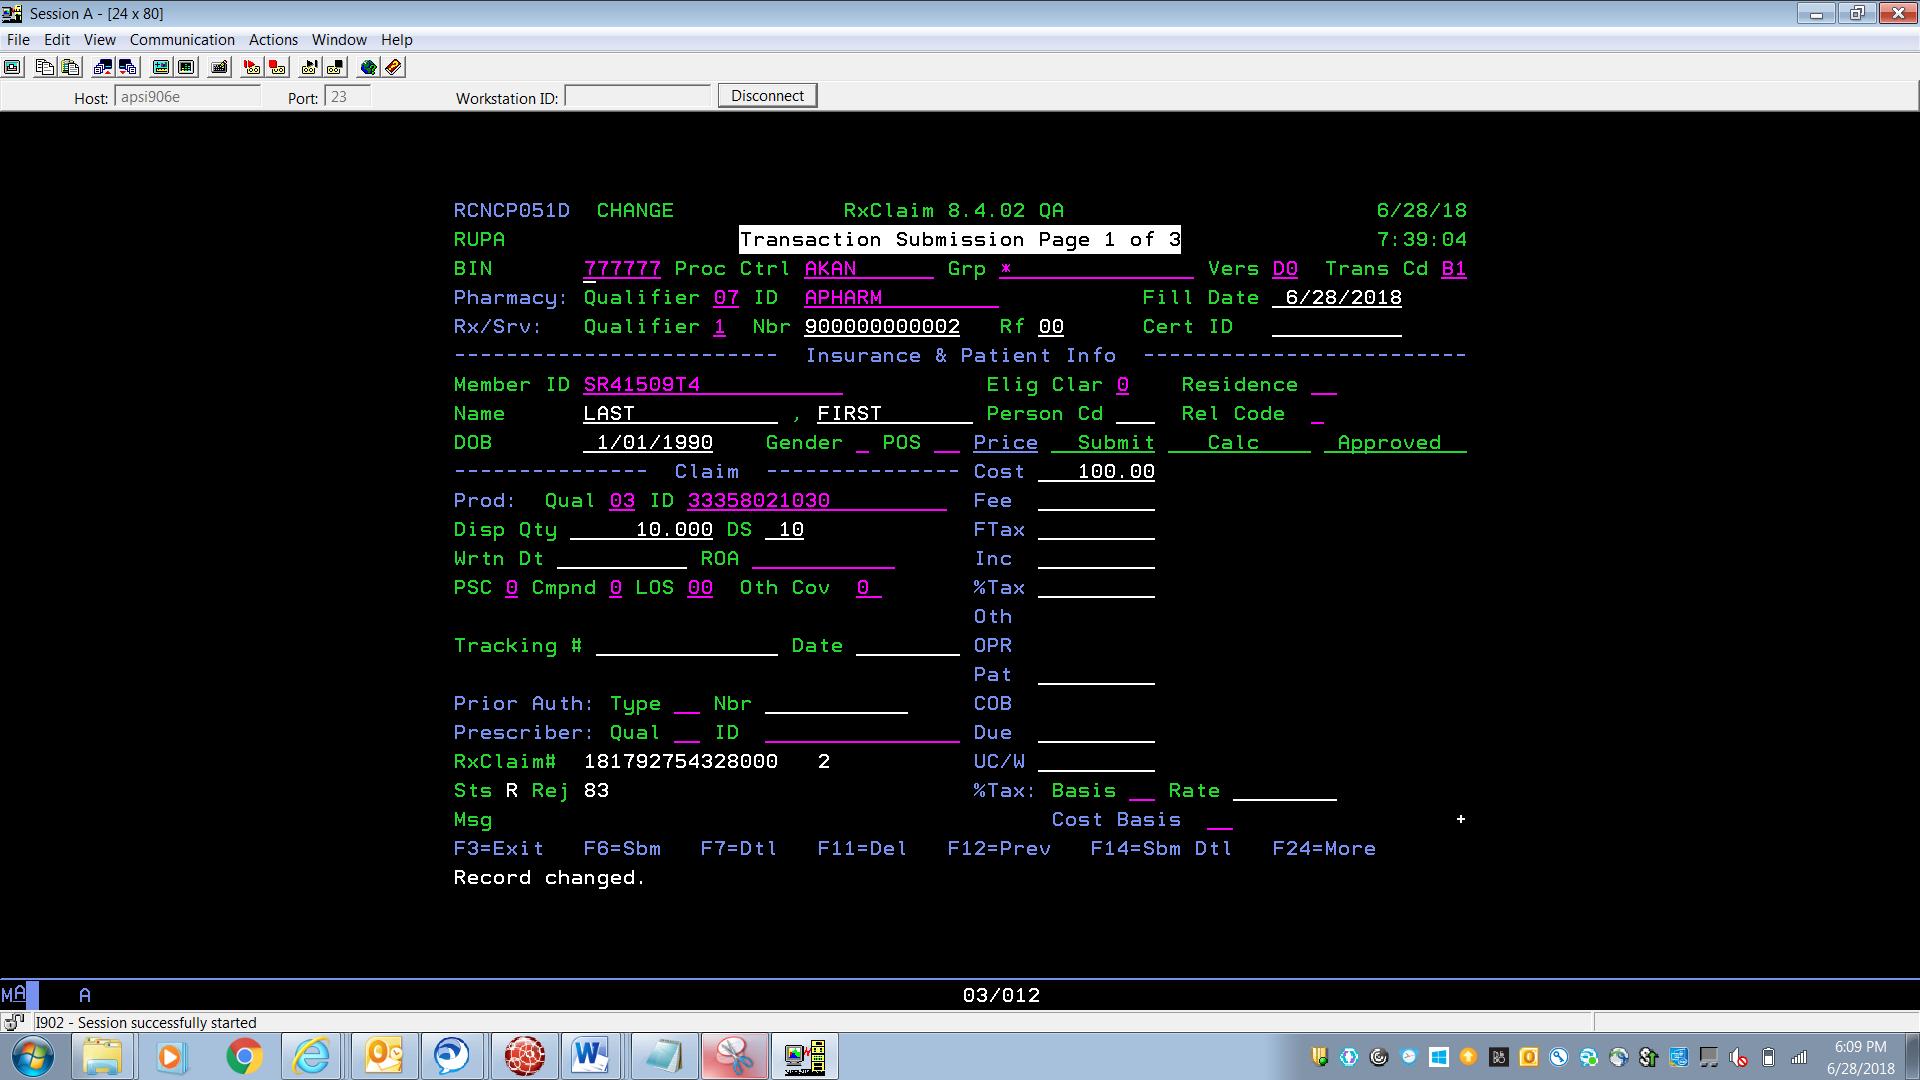 Session A - [24 x 80]
File Edit View Communication Actions Window Help
Host: apsi906e Port: 23 Workstation ID: Disconnect
RCNCP051D CHANGE RxClaim 8.4.02 QA 6/28/18
RUPA Transaction Submission Page 1 of 3 7:39:04
BIN 777777 Proc Ctrl AKAN Grp * Vers D0 Trans Cd B1
Pharmacy: Qualifier 07 ID APHARM Fill Date 6/28/2018
Rx/Srv: Qualifier 1 Nbr 900000000002 Rf 00 Cert ID
------------------------- Insurance & Patient Info -------------------------
Member ID SR41509T4 Elig Clar 0 Residence
Name LAST , FIRST Person Cd Rel Code
DOB 1/01/1990 Gender POS Price Submit Calc Approved
--------------- Claim --------------- Cost 100.00
Prod: Qual 03 ID 33358021030 Fee
Disp Qty 10.000 DS 10 FTax
Wrtn Dt ROA Inc
PSC 0 Cmpnd 0 LOS 00 Oth Cov 0 %Tax
Oth
Tracking # Date OPR
Pat
Prior Auth: Type Nbr COB
Prescriber: Qual ID Due
RxClaim# 181792754328000 2 UC/W
Sts R Rej 83 %Tax: Basis Rate
Msg Cost Basis +
F3=Exit F6=Sbm F7=Dtl F11=Del F12=Prev F14=Sbm Dtl F24=More
Record changed.
MA A 03/012
I902 - Session successfully started
6:09 PM
6/28/2018